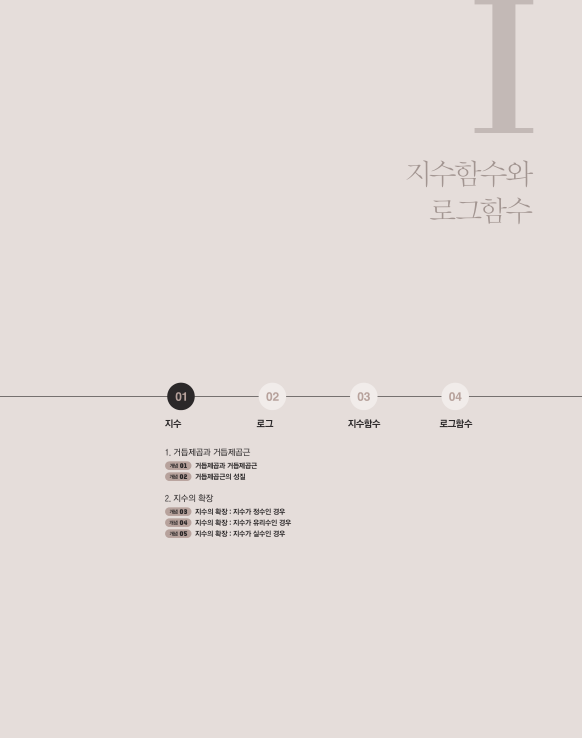 I
지수함수와
로그함수
01 02 03 04
지수 로그 지수함수 로그함수
1. 거듭제곱과 거듭제곱근
개념 01 거듭제곱과 거듭제곱근
개념 02 거듭제곱근의 성질
2. 지수의 확장
개념 03 지수의 확장 : 지수가 정수인 경우
개념 04 지수의 확장 : 지수가 유리수인 경우
개념 05 지수의 확장 : 지수가 실수인 경우